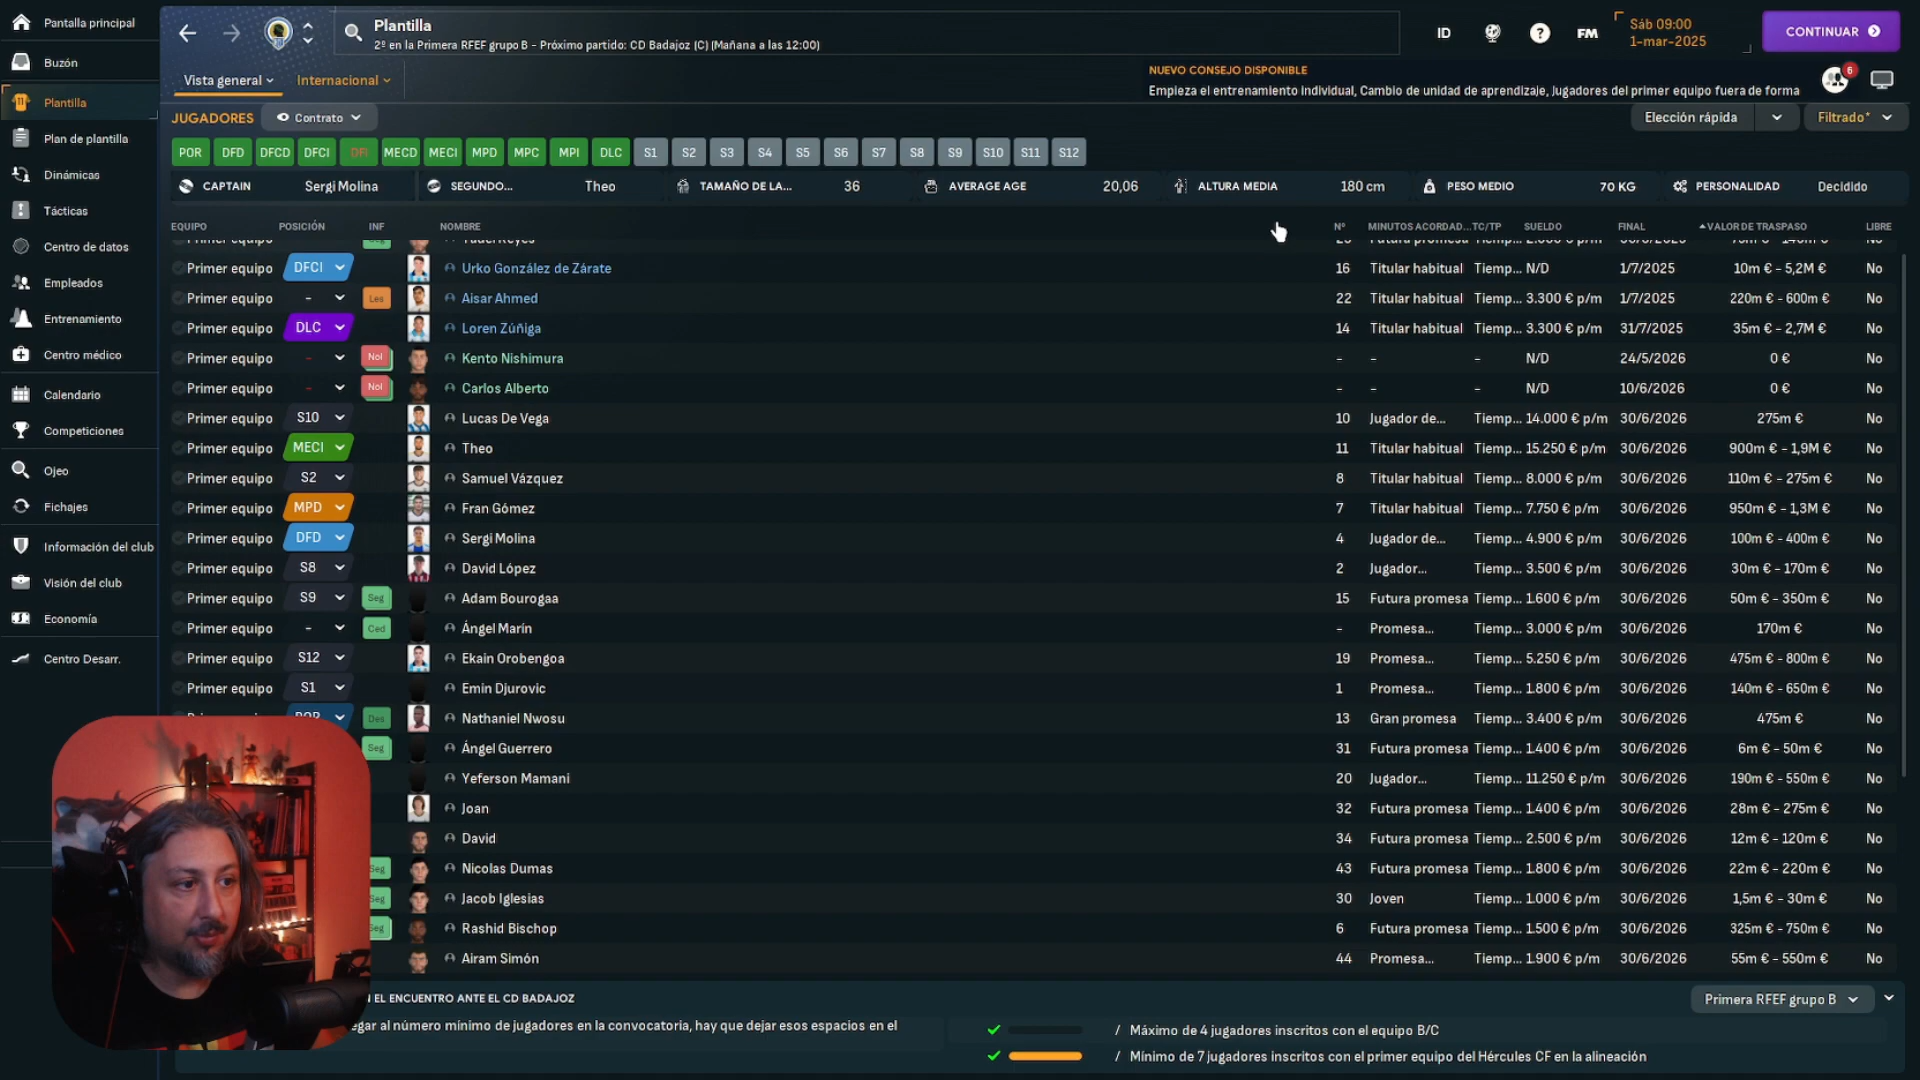 Pantalla principal
Buzón
Plantilla
Plan de plantilla
Dinámicas
Tácticas
Centro de datos
Empleados
Entrenamiento
Centro médico
Calendario
Competiciones
Ojeo
Fichajes
Información del club
Visión del club
Economía
Centro Desarr.
Plantilla
2º en la Primera RFEF grupo B - Próximo partido: CD Badajoz (C) (Mañana a las 12:00)
ID
FM
Sáb 09:00
1-mar-2025
CONTINUAR
Vista general
Internacional
NUEVO CONSEJO DISPONIBLE
Empieza el entrenamiento individual, Cambio de unidad de aprendizaje, Jugadores del primer equipo fuera de forma
6
JUGADORES
Contrato
Elección rápida
Filtrado*
POR DFD DFCD DFCI DFI MECD MECI MPD MPC MPI DLC S1 S2 S3 S4 S5 S6 S7 S8 S9 S10 S11 S12
CAPTAIN Sergi Molina SEGUNDO... Theo TAMAÑO DE LA... 36 AVERAGE AGE 20,06 ALTURA MEDIA 180 cm PESO MEDIO 70 KG PERSONALIDAD Decidido
EQUIPO POSICIÓN INF NOMBRE Nº MINUTOS ACORDAD... TC/TP SUELDO FINAL VALOR DE TRASPASO LIBRE
Primer equipo DFCI Urko González de Zárate 16 Titular habitual Tiemp... N/D 1/7/2025 10m € - 5,2M € No
Primer equipo - Les Aisar Ahmed 22 Titular habitual Tiemp... 3.300 € p/m 1/7/2025 220m € - 600m € No
Primer equipo DLC Loren Zúñiga 14 Titular habitual Tiemp... 3.300 € p/m 31/7/2025 35m € - 2,7M € No
Primer equipo - NoI Kento Nishimura - - - N/D 24/5/2026 0 € No
Primer equipo - NoI Carlos Alberto - - - N/D 10/6/2026 0 € No
Primer equipo S10 Lucas De Vega 10 Jugador de... Tiemp... 14.000 € p/m 30/6/2026 275m € No
Primer equipo MECI Theo 11 Titular habitual Tiemp... 15.250 € p/m 30/6/2026 900m € - 1,9M € No
Primer equipo S2 Samuel Vázquez 8 Titular habitual Tiemp... 8.000 € p/m 30/6/2026 110m € - 275m € No
Primer equipo MPD Fran Gómez 7 Titular habitual Tiemp... 7.750 € p/m 30/6/2026 950m € - 1,3M € No
Primer equipo DFD Sergi Molina 4 Jugador de... Tiemp... 4.900 € p/m 30/6/2026 100m € - 400m € No
Primer equipo S8 David López 2 Jugador... Tiemp... 3.500 € p/m 30/6/2026 30m € - 170m € No
Primer equipo S9 Seg Adam Bourogaa 15 Futura promesa Tiemp... 1.600 € p/m 30/6/2026 50m € - 350m € No
Primer equipo - Ced Ángel Marín - Promesa... Tiemp... 3.000 € p/m 30/6/2026 170m € No
Primer equipo S12 Ekain Orobengoa 19 Promesa... Tiemp... 5.250 € p/m 30/6/2026 475m € - 800m € No
Primer equipo S1 Emin Djurovic 1 Promesa... Tiemp... 1.800 € p/m 30/6/2026 140m € - 650m € No
POR Des Nathaniel Nwosu 13 Gran promesa Tiemp... 3.400 € p/m 30/6/2026 475m € No
Seg Ángel Guerrero 31 Futura promesa Tiemp... 1.400 € p/m 30/6/2026 6m € - 50m € No
Yeferson Mamani 20 Jugador... Tiemp... 11.250 € p/m 30/6/2026 190m € - 550m € No
Joan 32 Futura promesa Tiemp... 1.400 € p/m 30/6/2026 28m € - 275m € No
David 34 Futura promesa Tiemp... 2.500 € p/m 30/6/2026 12m € - 120m € No
Seg Nicolas Dumas 43 Futura promesa Tiemp... 1.800 € p/m 30/6/2026 22m € - 220m € No
Seg Jacob Iglesias 30 Joven Tiemp... 1.000 € p/m 30/6/2026 1,5m € - 30m € No
Seg Rashid Bischop 6 Futura promesa Tiemp... 1.500 € p/m 30/6/2026 325m € - 750m € No
Airam Simón 44 Promesa... Tiemp... 1.900 € p/m 30/6/2026 55m € - 550m € No
EL ENCUENTRO ANTE EL CD BADAJOZ
Primera RFEF grupo B
al número mínimo de jugadores en la convocatoria, hay que dejar esos espacios en el
/ Máximo de 4 jugadores inscritos con el equipo B/C
/ Mínimo de 7 jugadores inscritos con el primer equipo del Hércules CF en la alineación